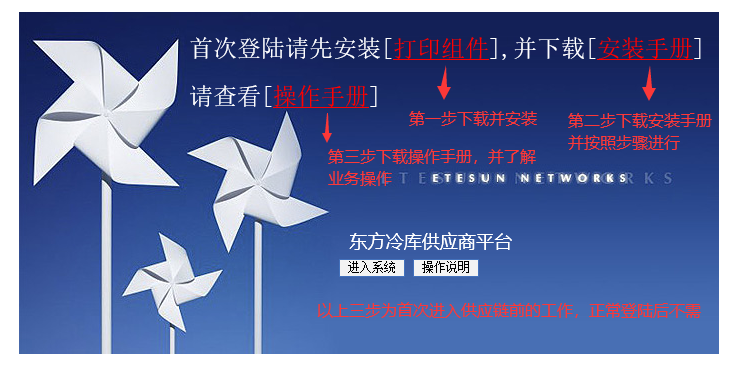 首次登陆请先安装[打印组件],并下载[安装手册]
请查看[操作手册]
第一步下载并安装
第二步下载安装手册
并按照步骤进行
第三步下载操作手册，并了解
业务操作
ETESUN NETWORKS
东方冷库供应商平台
进入系统 操作说明
以上三步为首次进入供应链前的工作，正常登陆后不需